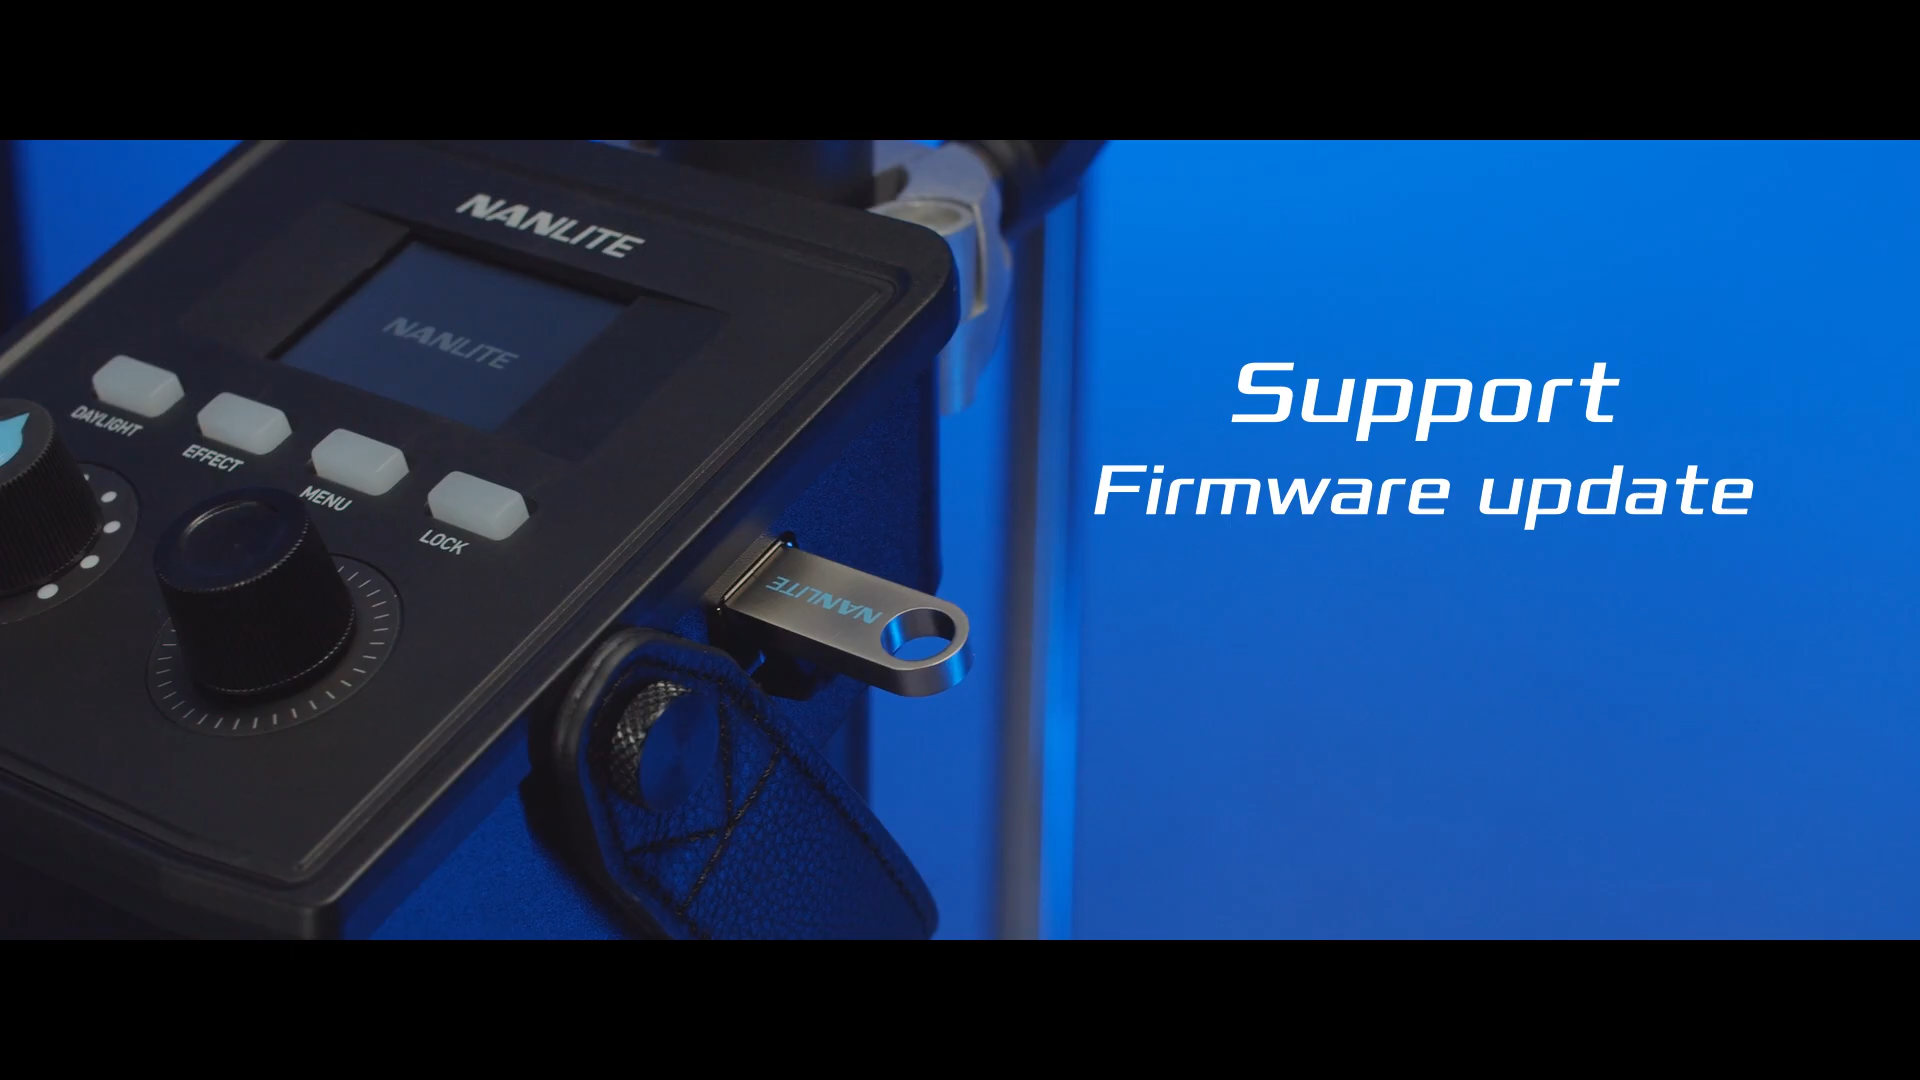 NANLITE
NANLITE
DAYLIGHT
EFFECT
MENU
LOCK
NANLITE
Support
Firmware update